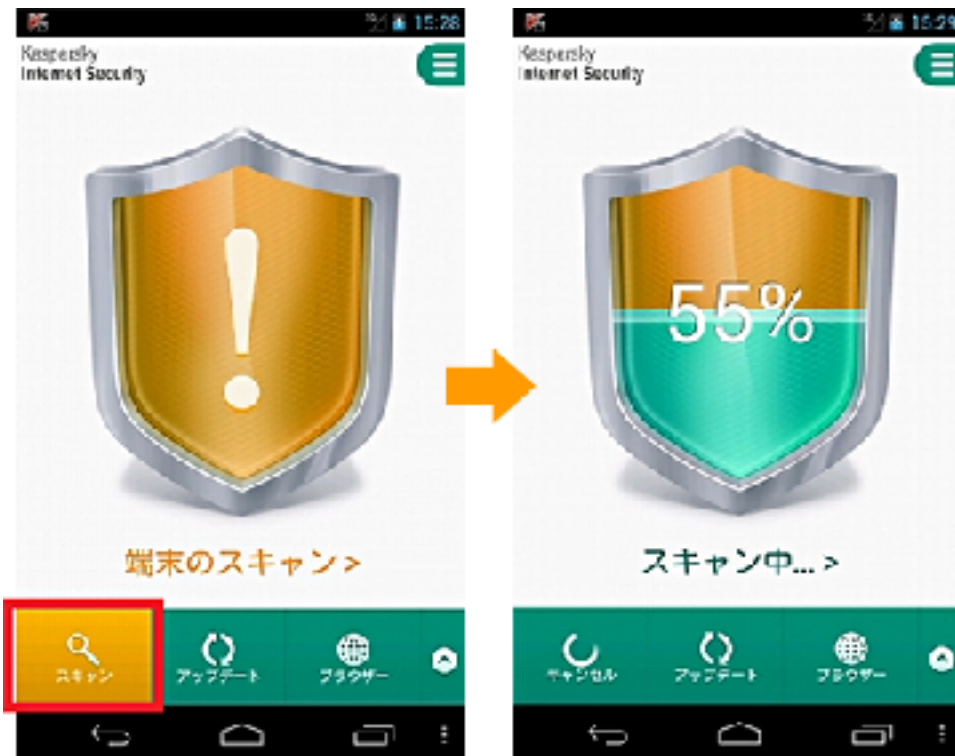 15:28
Kaspersky
Internet Security
端末のスキャン >
スキャン
アップデート
ブラウザー
15:29
Kaspersky
Internet Security
55%
スキャン中... >
キャンセル
アップデート
ブラウザー